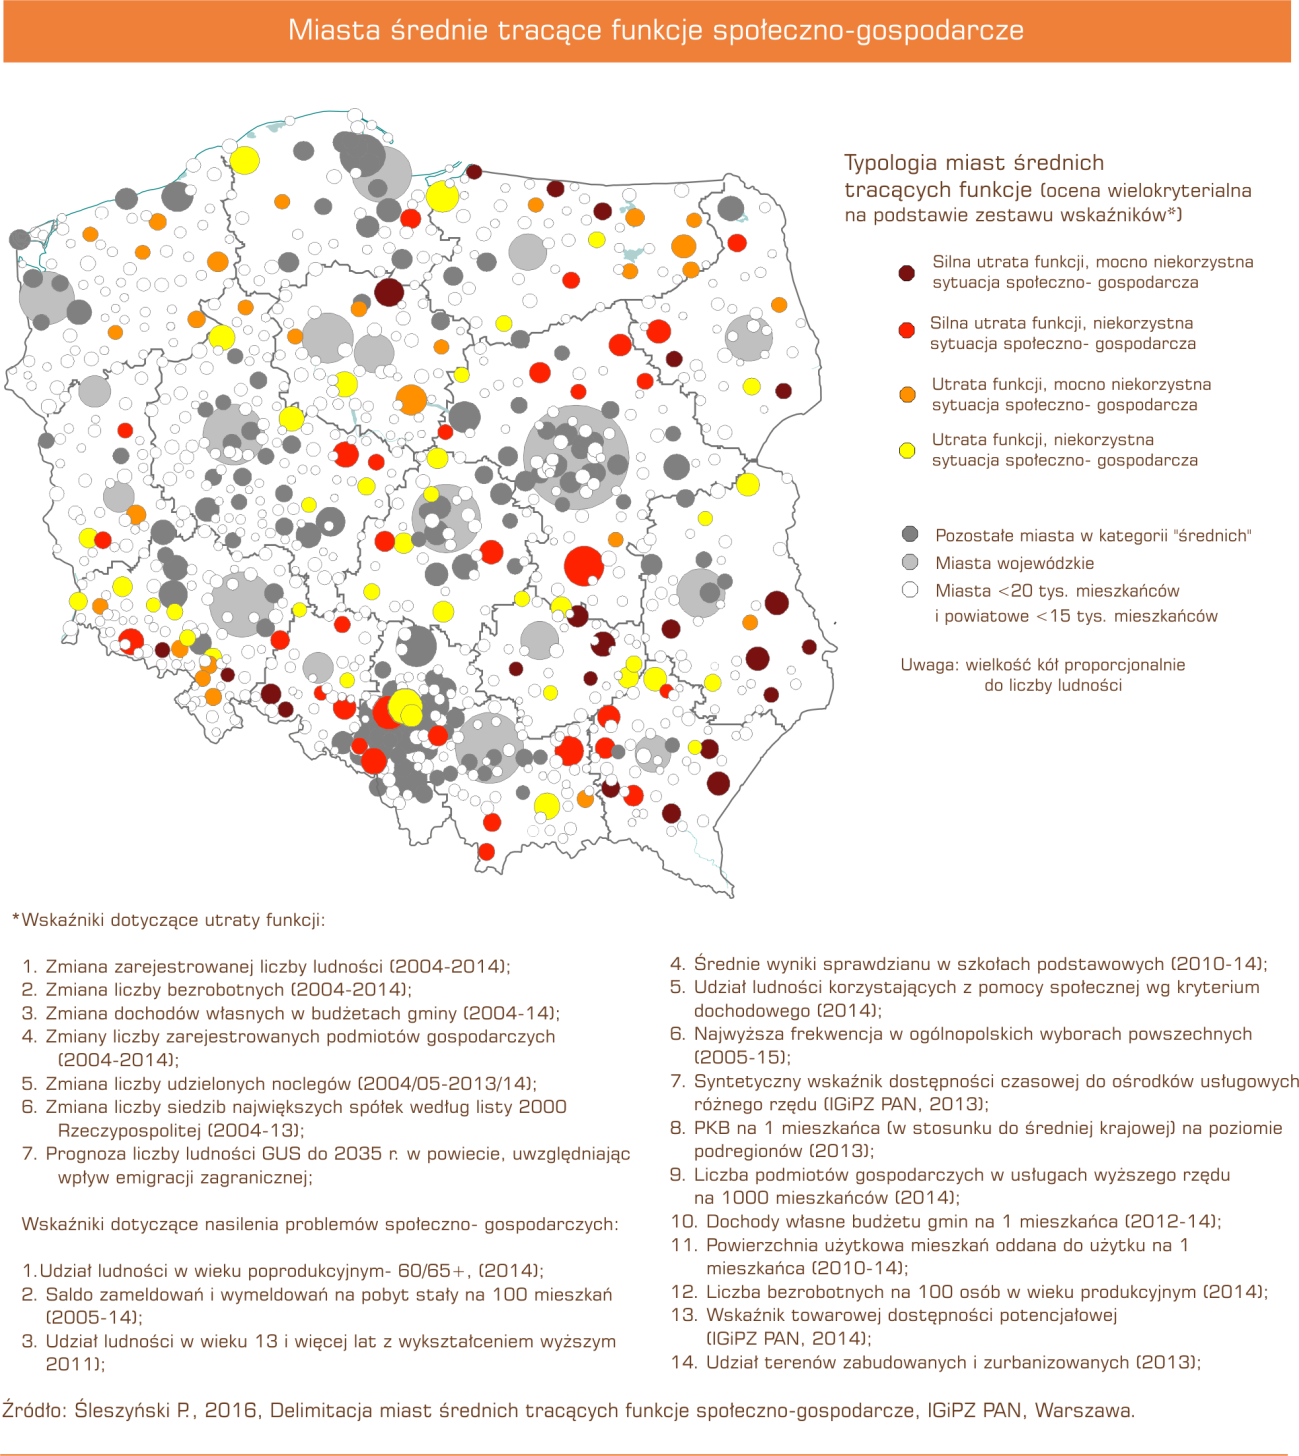 Miasta średnie tracące funkcje społeczno-gospodarcze
Typologia miast średnich
tracących funkcje (ocena wielokryterialna
na podstawie zestawu wskaźników*)
Silna utrata funkcji, mocno niekorzystna
sytuacja społeczno- gospodarcza
Silna utrata funkcji, niekorzystna
sytuacja społeczno- gospodarcza
Utrata funkcji, mocno niekorzystna
sytuacja społeczno- gospodarcza
Utrata funkcji, niekorzystna
sytuacja społeczno- gospodarcza
Pozostałe miasta w kategorii "średnich"
Miasta wojewódzkie
Miasta <20 tys. mieszkańców
i powiatowe <15 tys. mieszkańców
Uwaga: wielkość kół proporcjonalnie
do liczby ludności
*Wskaźniki dotyczące utraty funkcji:
1. Zmiana zarejestrowanej liczby ludności (2004-2014);
2. Zmiana liczby bezrobotnych (2004-2014);
3. Zmiana dochodów własnych w budżetach gminy (2004-14);
4. Zmiany liczby zarejestrowanych podmiotów gospodarczych
(2004-2014);
5. Zmiana liczby udzielonych noclegów (2004/05-2013/14);
6. Zmiana liczby siedzib największych spółek według listy 2000
Rzeczypospolitej (2004-13);
7. Prognoza liczby ludności GUS do 2035 r. w powiecie, uwzględniając
wpływ emigracji zagranicznej;
Wskaźniki dotyczące nasilenia problemów społeczno- gospodarczych:
1.Udział ludności w wieku poprodukcyjnym- 60/65+, (2014);
2. Saldo zameldowań i wymeldowań na pobyt stały na 100 mieszkań
(2005-14);
3. Udział ludności w wieku 13 i więcej lat z wykształceniem wyższym
2011);
4. Średnie wyniki sprawdzianu w szkołach podstawowych (2010-14);
5. Udział ludności korzystających z pomocy społecznej wg kryterium
dochodowego (2014);
6. Najwyższa frekwencja w ogólnopolskich wyborach powszechnych
(2005-15);
7. Syntetyczny wskaźnik dostępności czasowej do ośrodków usługowych
różnego rzędu (IGiPZ PAN, 2013);
8. PKB na 1 mieszkańca (w stosunku do średniej krajowej) na poziomie
podregionów (2013);
9. Liczba podmiotów gospodarczych w usługach wyższego rzędu
na 1000 mieszkańców (2014);
10. Dochody własne budżetu gmin na 1 mieszkańca (2012-14);
11. Powierzchnia użytkowa mieszkań oddana do użytku na 1
mieszkańca (2010-14);
12. Liczba bezrobotnych na 100 osób w wieku produkcyjnym (2014);
13. Wskaźnik towarowej dostępności potencjałowej
(IGiPZ PAN, 2014);
14. Udział terenów zabudowanych i zurbanizowanych (2013);
Źródło: Śleszyński P., 2016, Delimitacja miast średnich tracących funkcje społeczno-gospodarcze, IGiPZ PAN, Warszawa.